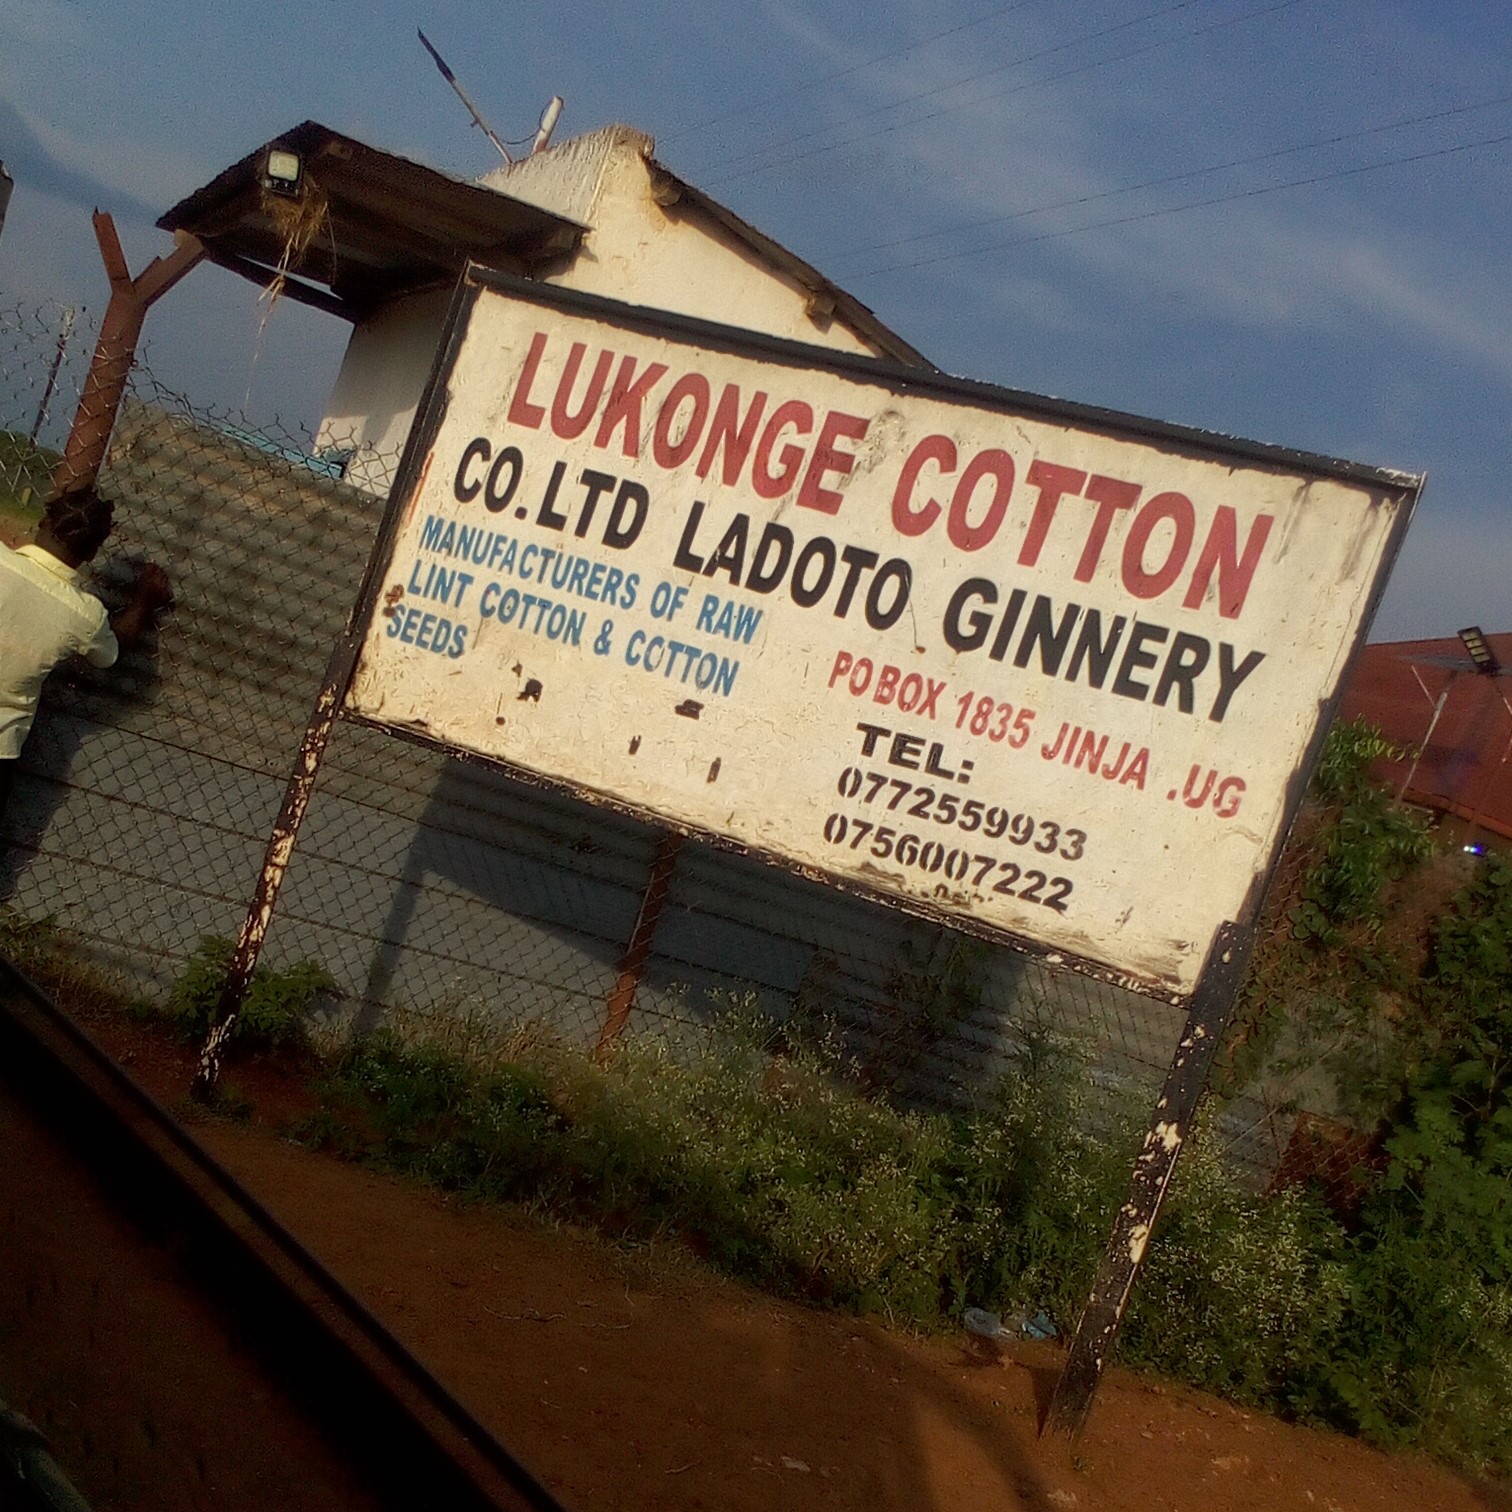 LUKONGE COTTON
CO.LTD LADOTO GINNERY
MANUFACTURERS OF RAW
LINT COTTON & COTTON
SEEDS
PO BOX 1835 JINJA .UG
TEL:
0772559933
0756007222